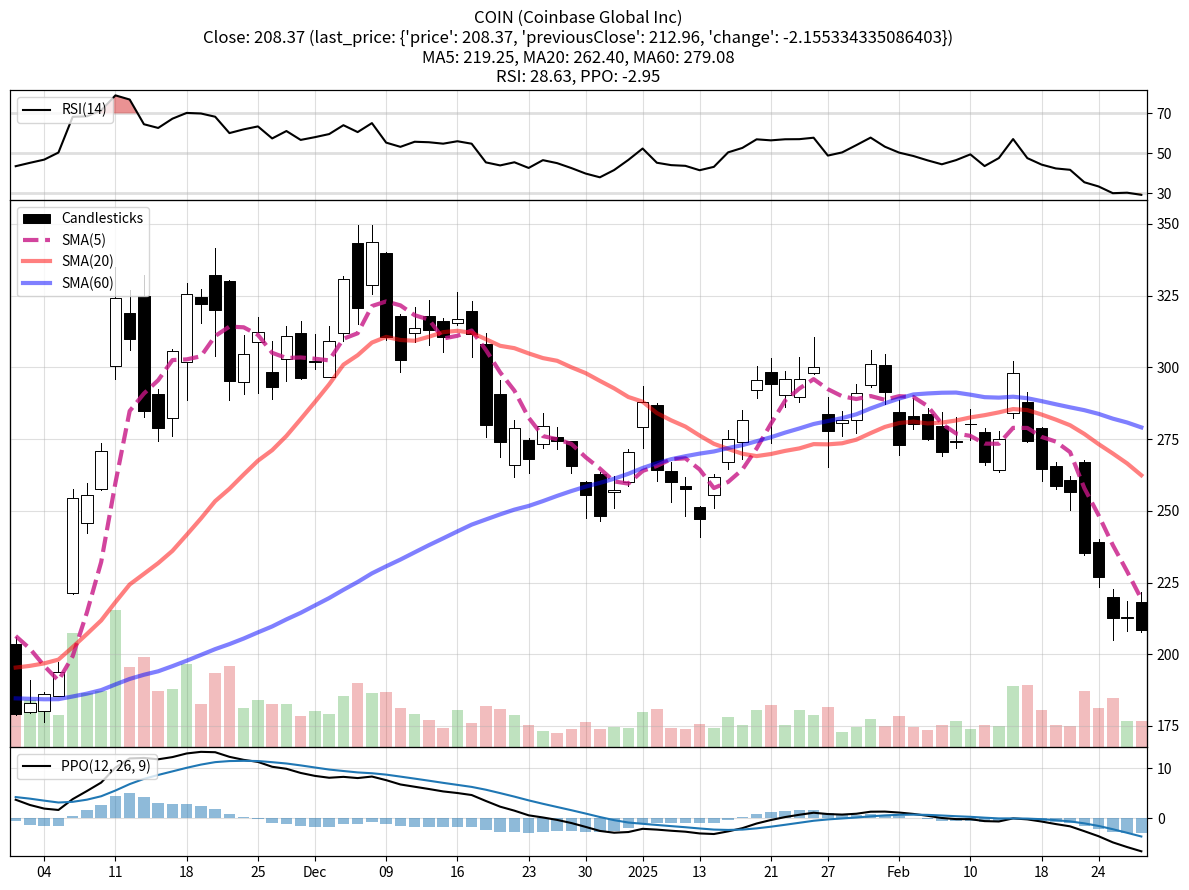 COIN (Coinbase Global Inc)
Close: 208.37 (last_price: {'price': 208.37, 'previousClose': 212.96, 'change': -2.155334335086403})
MA5: 219.25, MA20: 262.40, MA60: 279.08
RSI: 28.63, PPO: -2.95
RSI(14)
70
50
30
Candlesticks
SMA(5)
SMA(20)
SMA(60)
350
325
300
275
250
225
200
175
PPO(12, 26, 9)
10
0
04 11 18 25 Dec 09 16 23 30 2025 13 21 27 Feb 10 18 24